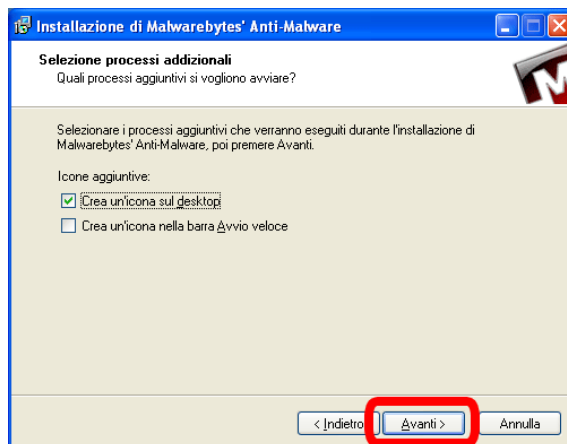 Installazione di Malwarebytes' Anti-Malware
Selezione processi addizionali
Quali processi aggiuntivi si vogliono avviare?
Selezionare i processi aggiuntivi che verranno eseguiti durante l'installazione di
Malwarebytes' Anti-Malware, poi premere Avanti.
Icone aggiuntive:
Crea un'icona sul desktop
Crea un'icona nella barra Avvio veloce
< Indietro
Avanti >
Annulla